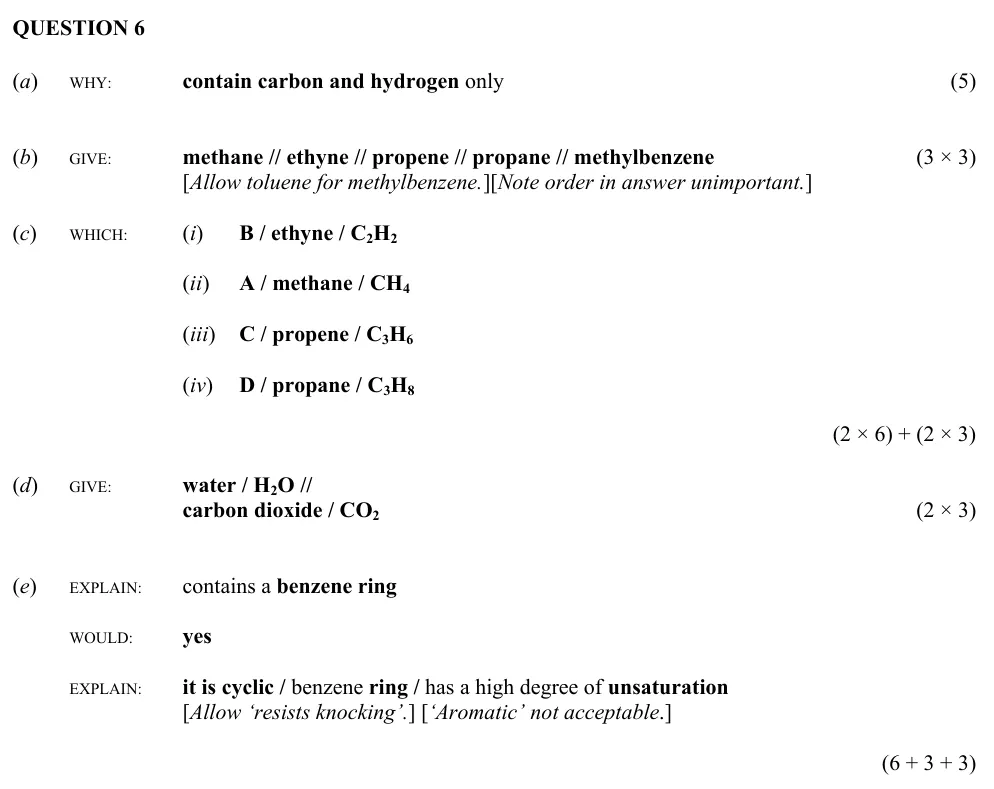 QUESTION 6
(a) WHY: contain carbon and hydrogen only (5)
(b) GIVE: methane // ethyne // propene // propane // methylbenzene (3 × 3)
[Allow toluene for methylbenzene.][Note order in answer unimportant.]
(c) WHICH: (i) B / ethyne / C₂H₂
(ii) A / methane / CH₄
(iii) C / propene / C₃H₆
(iv) D / propane / C₃H₈
(2 × 6) + (2 × 3)
(d) GIVE: water / H₂O //
carbon dioxide / CO₂ (2 × 3)
(e) EXPLAIN: contains a benzene ring
WOULD: yes
EXPLAIN: it is cyclic / benzene ring / has a high degree of unsaturation
[Allow ‘resists knocking’.] [‘Aromatic’ not acceptable.]
(6 + 3 + 3)